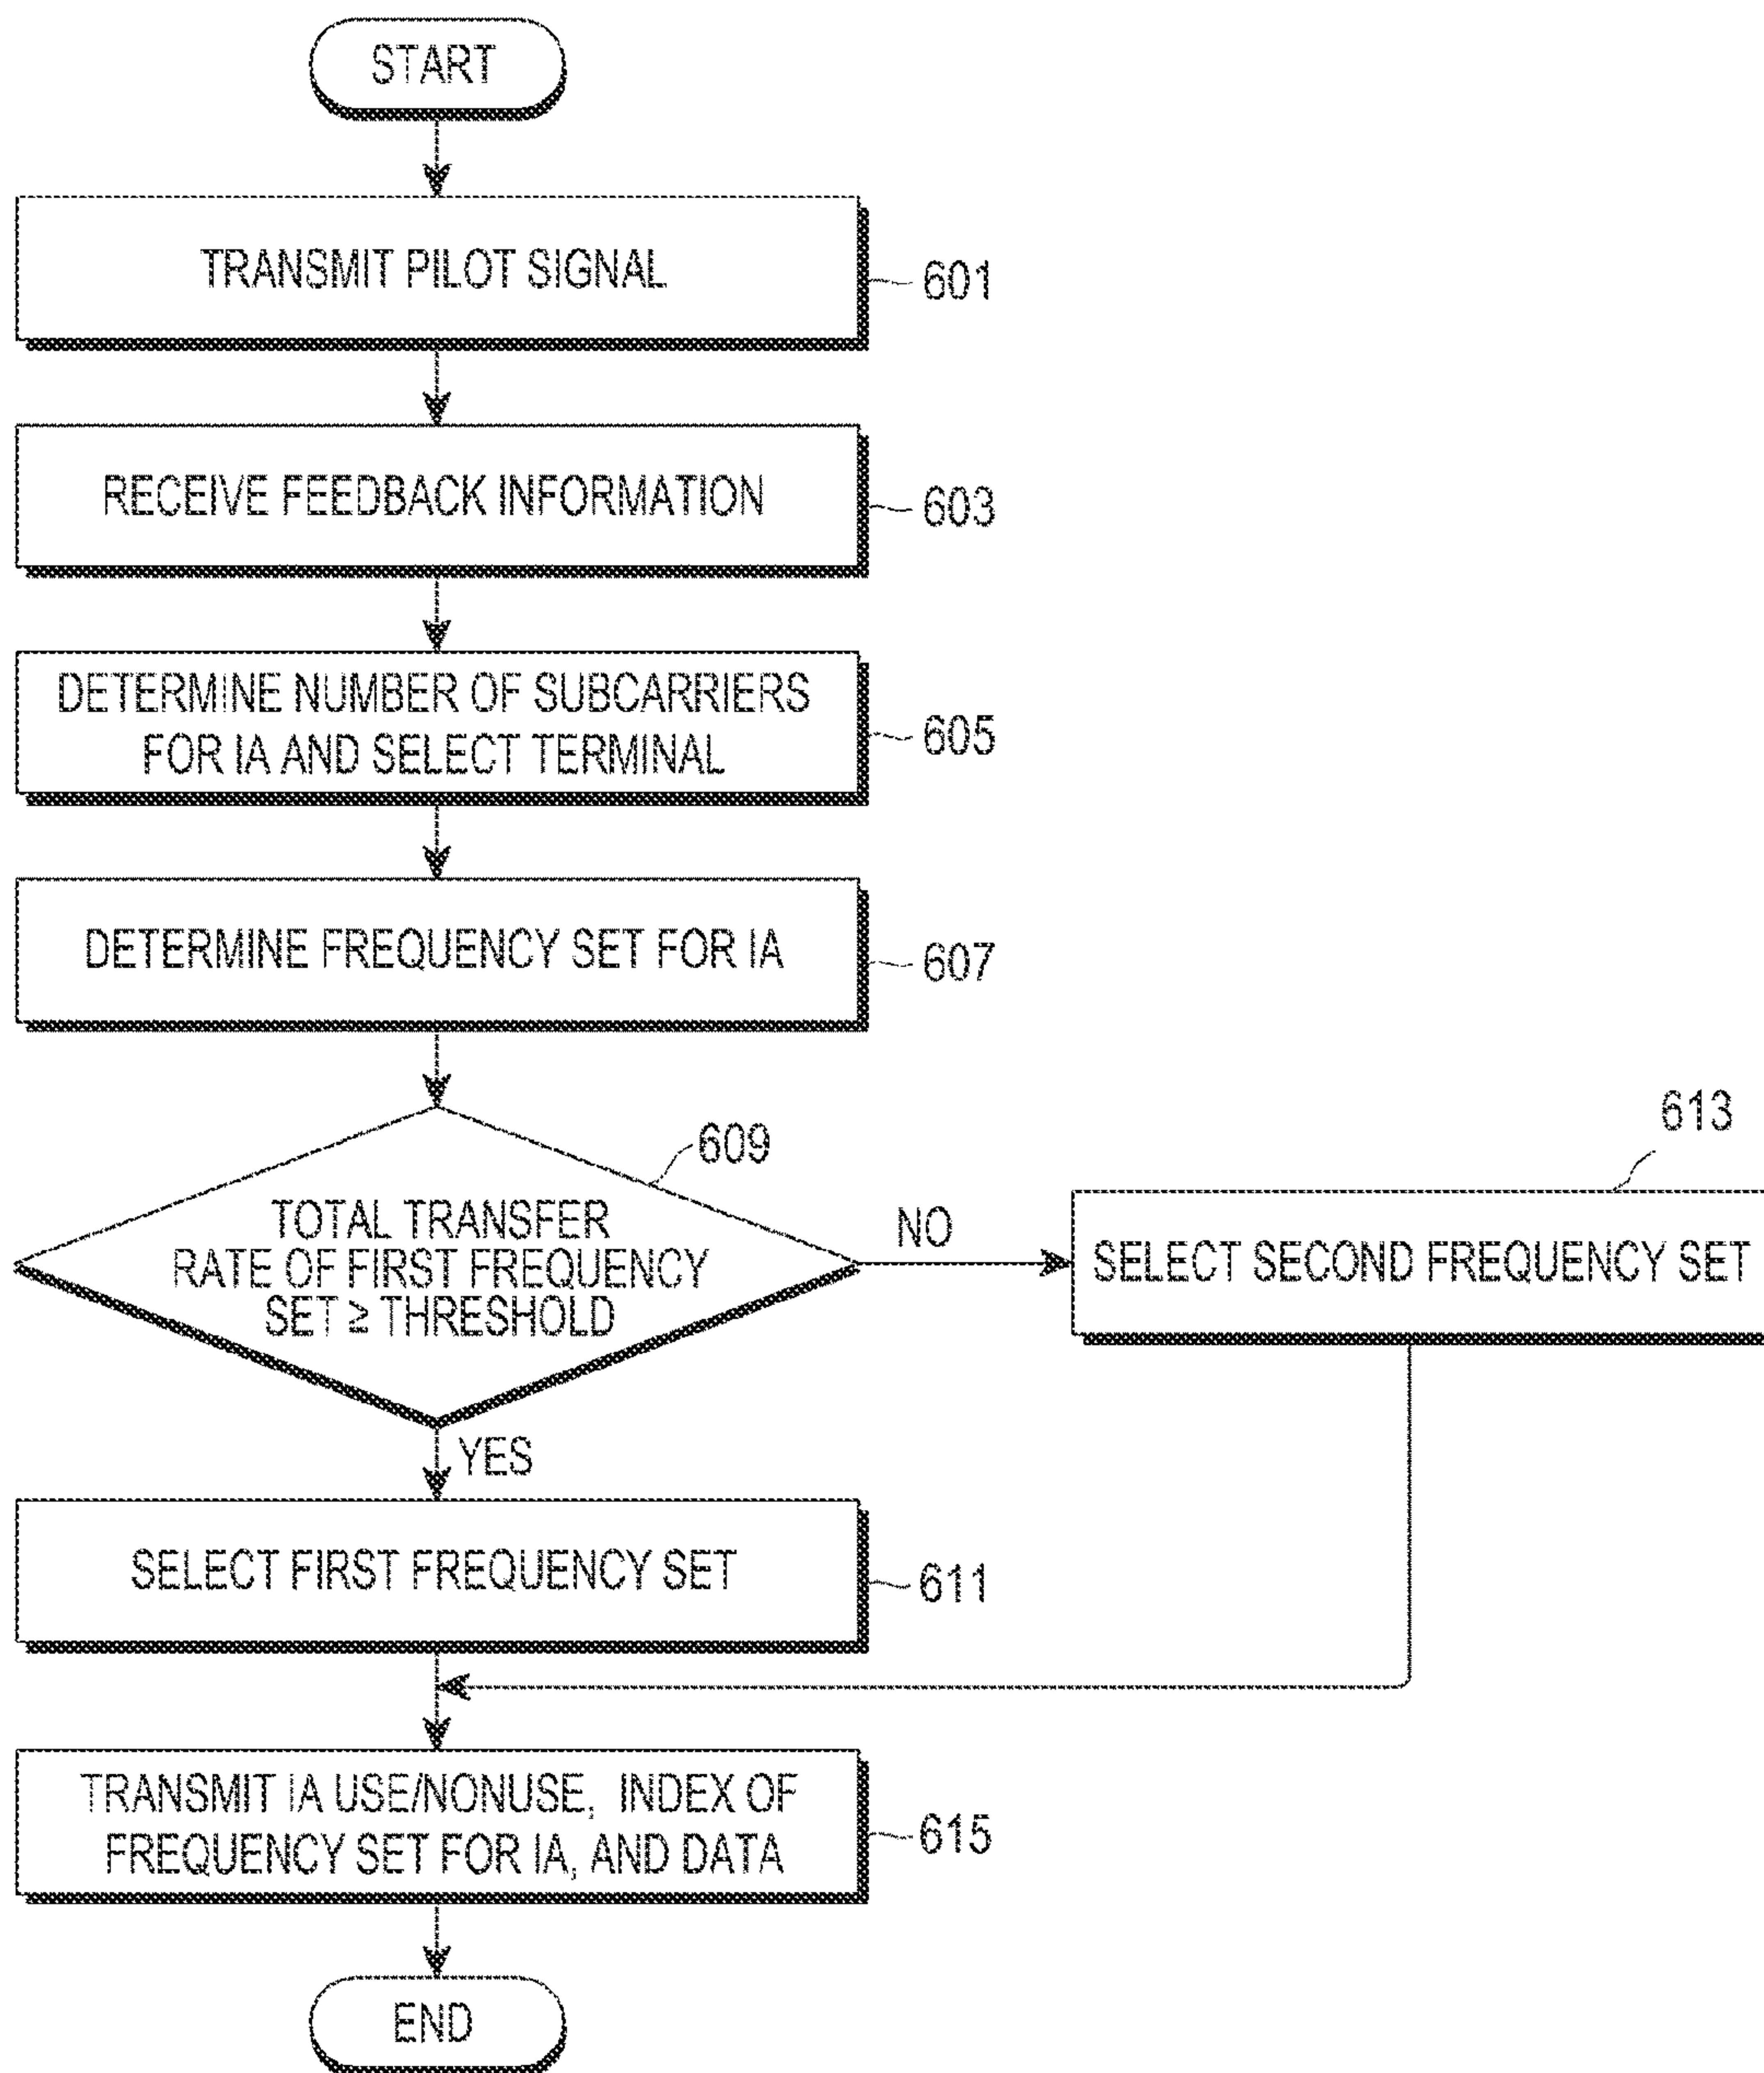 START
TRANSMIT PILOT SIGNAL
601
RECEIVE FEEDBACK INFORMATION
603
DETERMINE NUMBER OF SUBCARRIERS
FOR IA AND SELECT TERMINAL
605
DETERMINE FREQUENCY SET FOR IA
607
609
TOTAL TRANSFER
RATE OF FIRST FREQUENCY
SET ≥ THRESHOLD
NO
613
SELECT SECOND FREQUENCY SET
YES
SELECT FIRST FREQUENCY SET
611
TRANSMIT IA USE/NONUSE, INDEX OF
FREQUENCY SET FOR IA, AND DATA
615
END